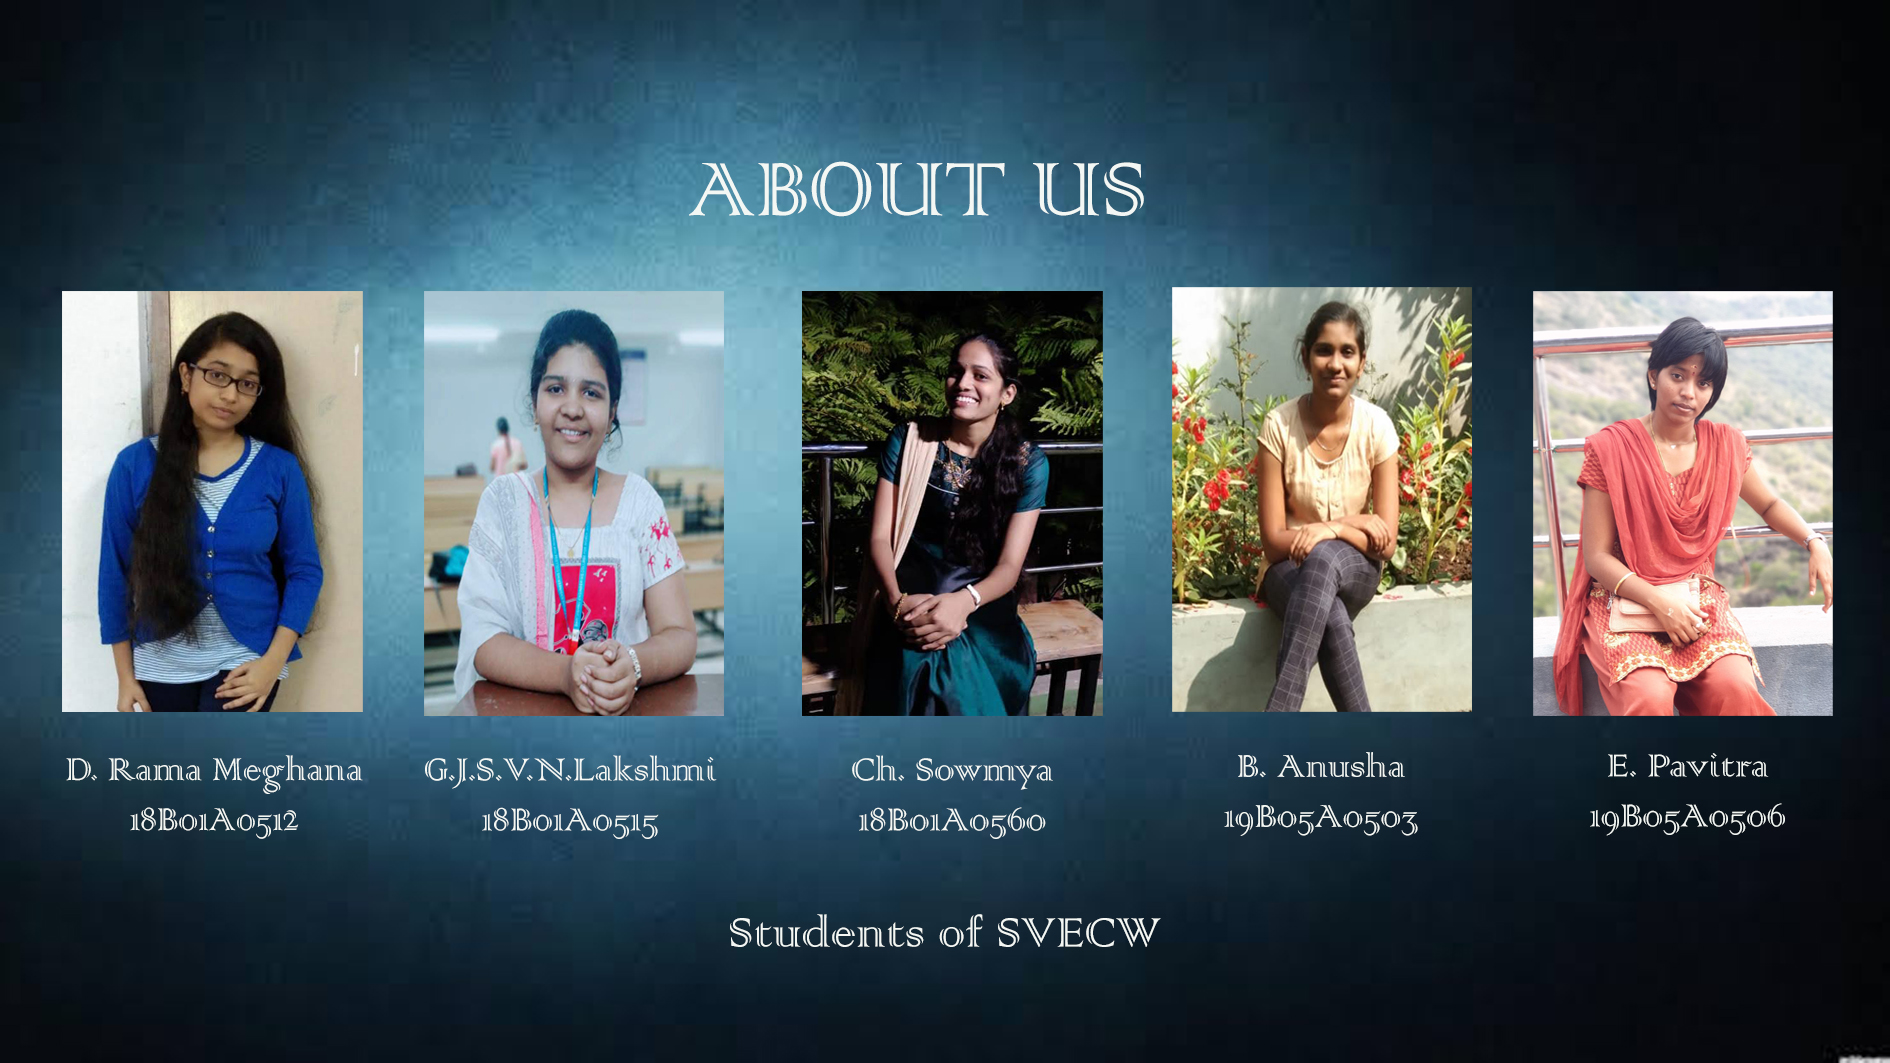 ABOUT US
D. Rama Meghana
18B01A0512
G.J.S.V.N.Lakshmi
18B01A0515
Ch. Sowmya
18B01A0560
B. Anusha
19B05A0503
E. Pavitra
19B05A0506
Students of SVECW